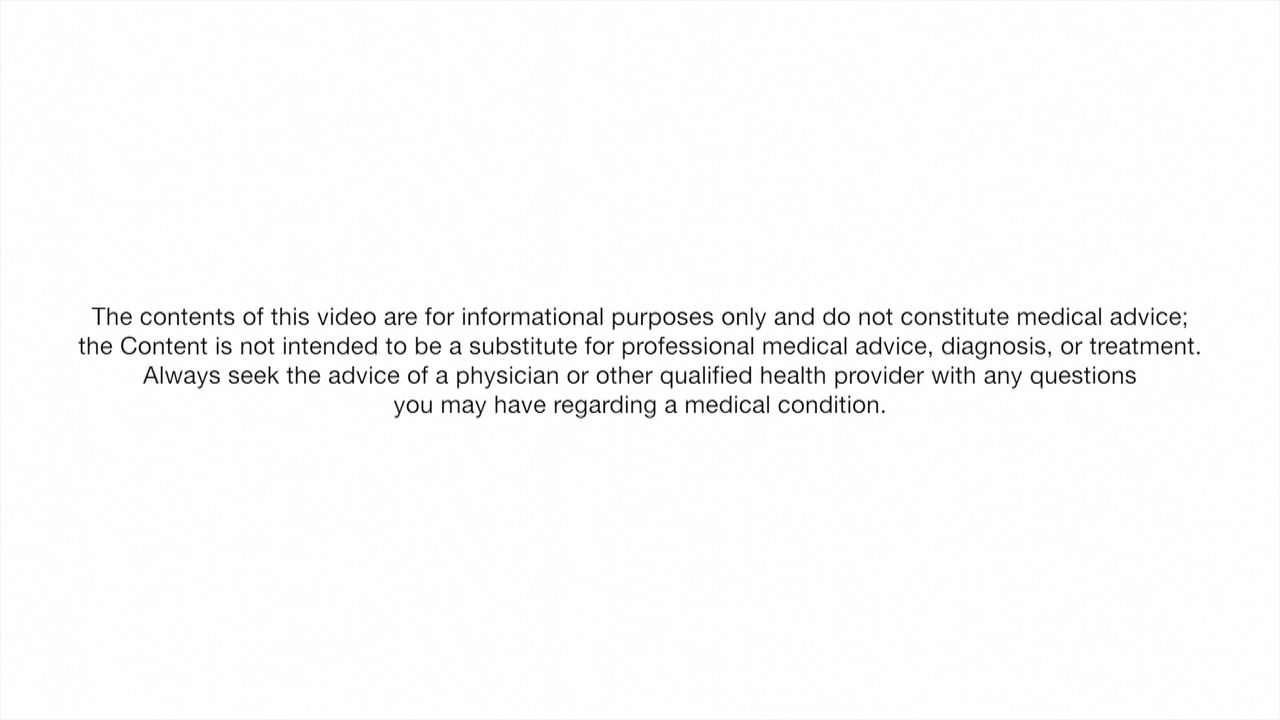 The contents of this video are for informational purposes only and do not constitute medical advice;
the Content is not intended to be a substitute for professional medical advice, diagnosis, or treatment.
Always seek the advice of a physician or other qualified health provider with any questions
you may have regarding a medical condition.